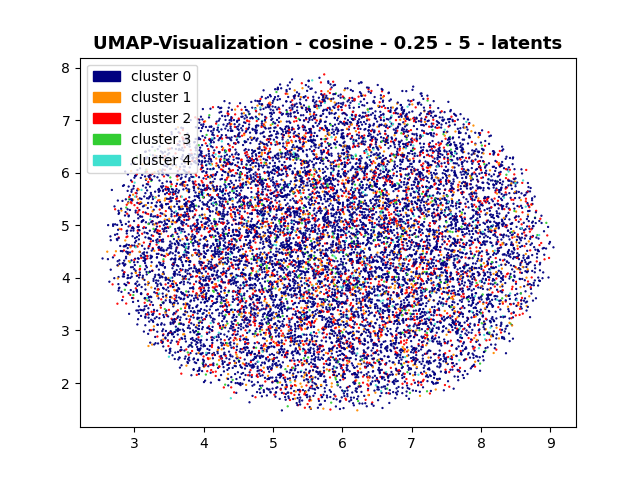 UMAP-Visualization - cosine - 0.25 - 5 - latents
cluster 0
cluster 1
cluster 2
cluster 3
cluster 4
8
7
6
5
4
3
2
3 4 5 6 7 8 9